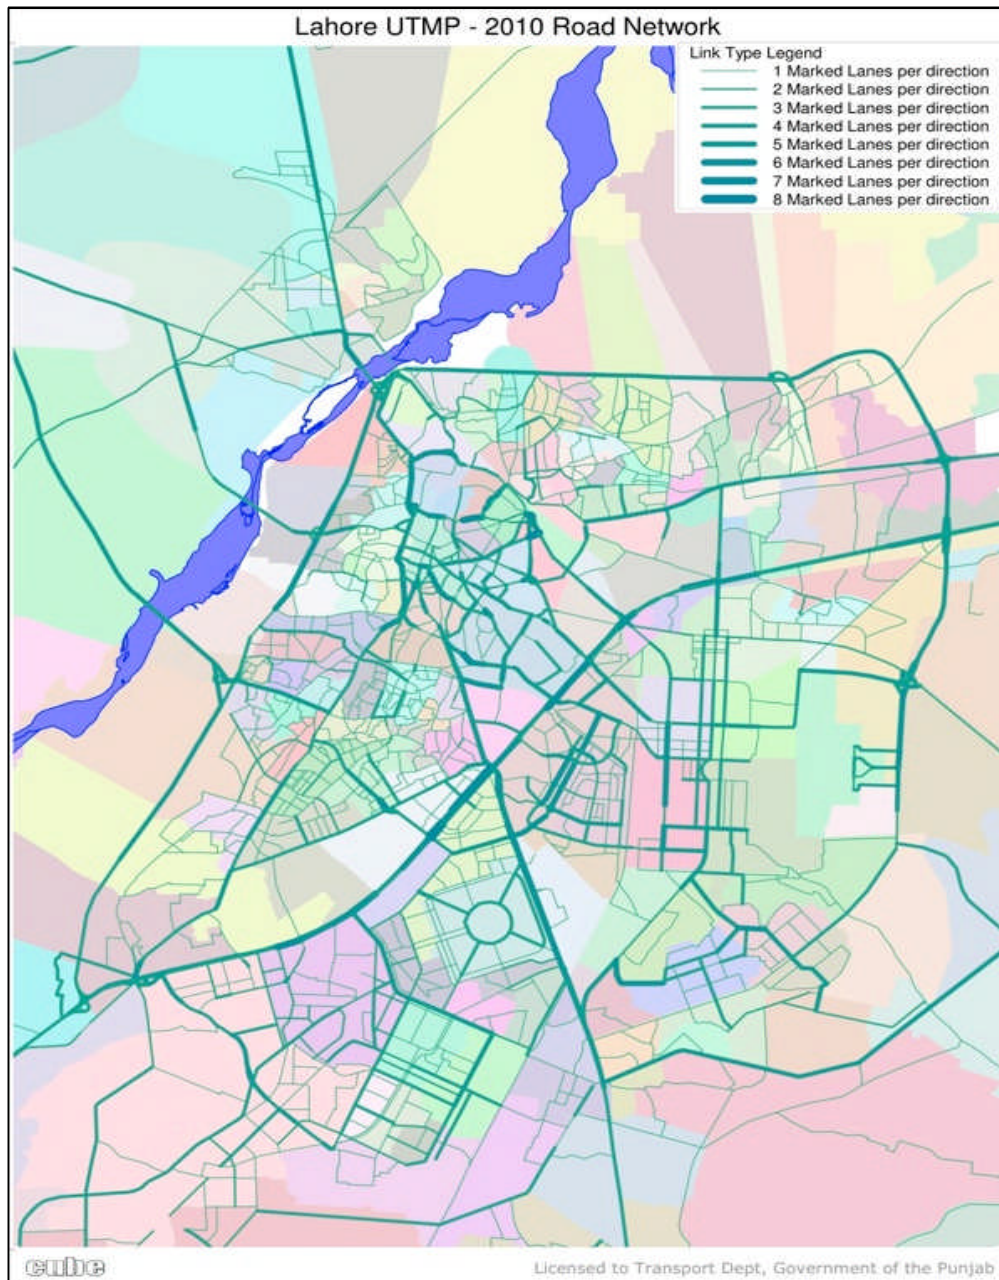 Lahore UTMP - 2010 Road Network
Link Type Legend
1 Marked Lanes per direction
2 Marked Lanes per direction
3 Marked Lanes per direction
4 Marked Lanes per direction
5 Marked Lanes per direction
6 Marked Lanes per direction
7 Marked Lanes per direction
8 Marked Lanes per direction
cube
Licensed to Transport Dept, Government of the Punjab